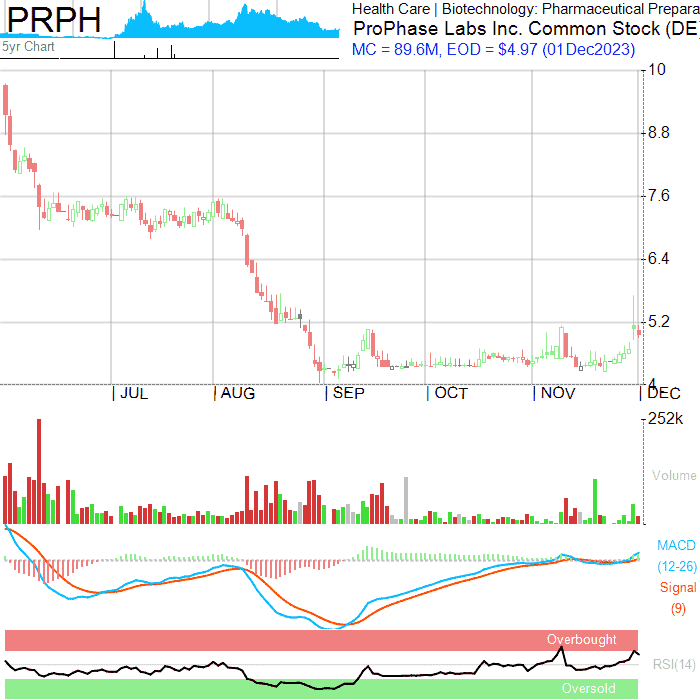 PRPH
5yr Chart
Health Care | Biotechnology: Pharmaceutical Prepara
ProPhase Labs Inc. Common Stock (DE)
MC = 89.6M, EOD = $4.97 (01Dec2023)
10
8.8
7.6
6.4
5.2
4
| JUL | AUG | SEP | OCT | NOV | DEC
252k
Volume
MACD
(12-26)
Signal
(9)
Overbought
RSI(14)
Oversold